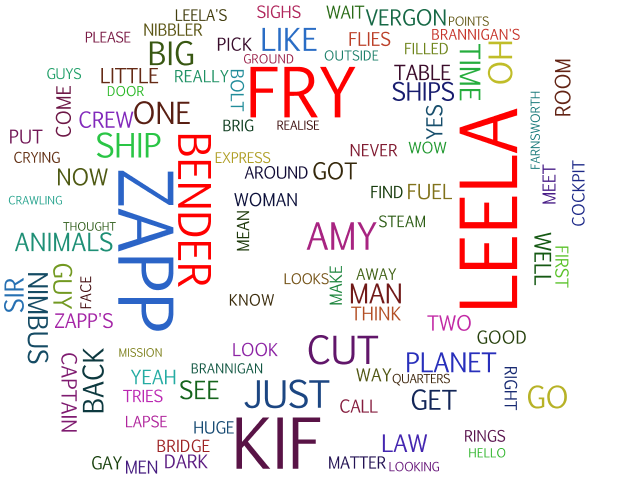 LEELA'S
SIGHS
WAIT
VERGON
POINTS
PLEASE
NIBBLER
PICK
LIKE
FLIES
BRANNIGAN'S
BIG
GROUND
OUTSIDE
FILLED
TIME
HO
GUYS
LITTLE
REALLY
BOLT
FRY
TABLE
ROOM
COME
DOOR
SHIPS
CREW
ONE
BRIG
REALISE
YES
FARNSWORTH
PUT
SHIP
BENDER
NEVER
WOW
LEELA
CRYING
EXPRESS
NOW
ZAPP
AROUND
GOT
MEET
COCKPIT
CRAWLING
WOMAN
FIND
FUEL
THOUGHT
MEAN
STEAM
ANIMALS
AMY
WELL
FIRST
SIR
NIMBUS
GUY
FACE
LOOKS
MAKE
AWAY
KNOW
MAN
ZAPP'S
THINK
TWO
GOOD
CAPTAIN
BACK
MISSION
LOOK
CUT
PLANET
BRANNIGAN
YEAH
WAY
QUARTERS
RIGHT
TRIES
SEE
JUST
GET
GO
CALL
LAPSE
HUGE
KIF
BRIDGE
LAW
RINGS
HELLO
GAY
MEN
DARK
MATTER
LOOKING